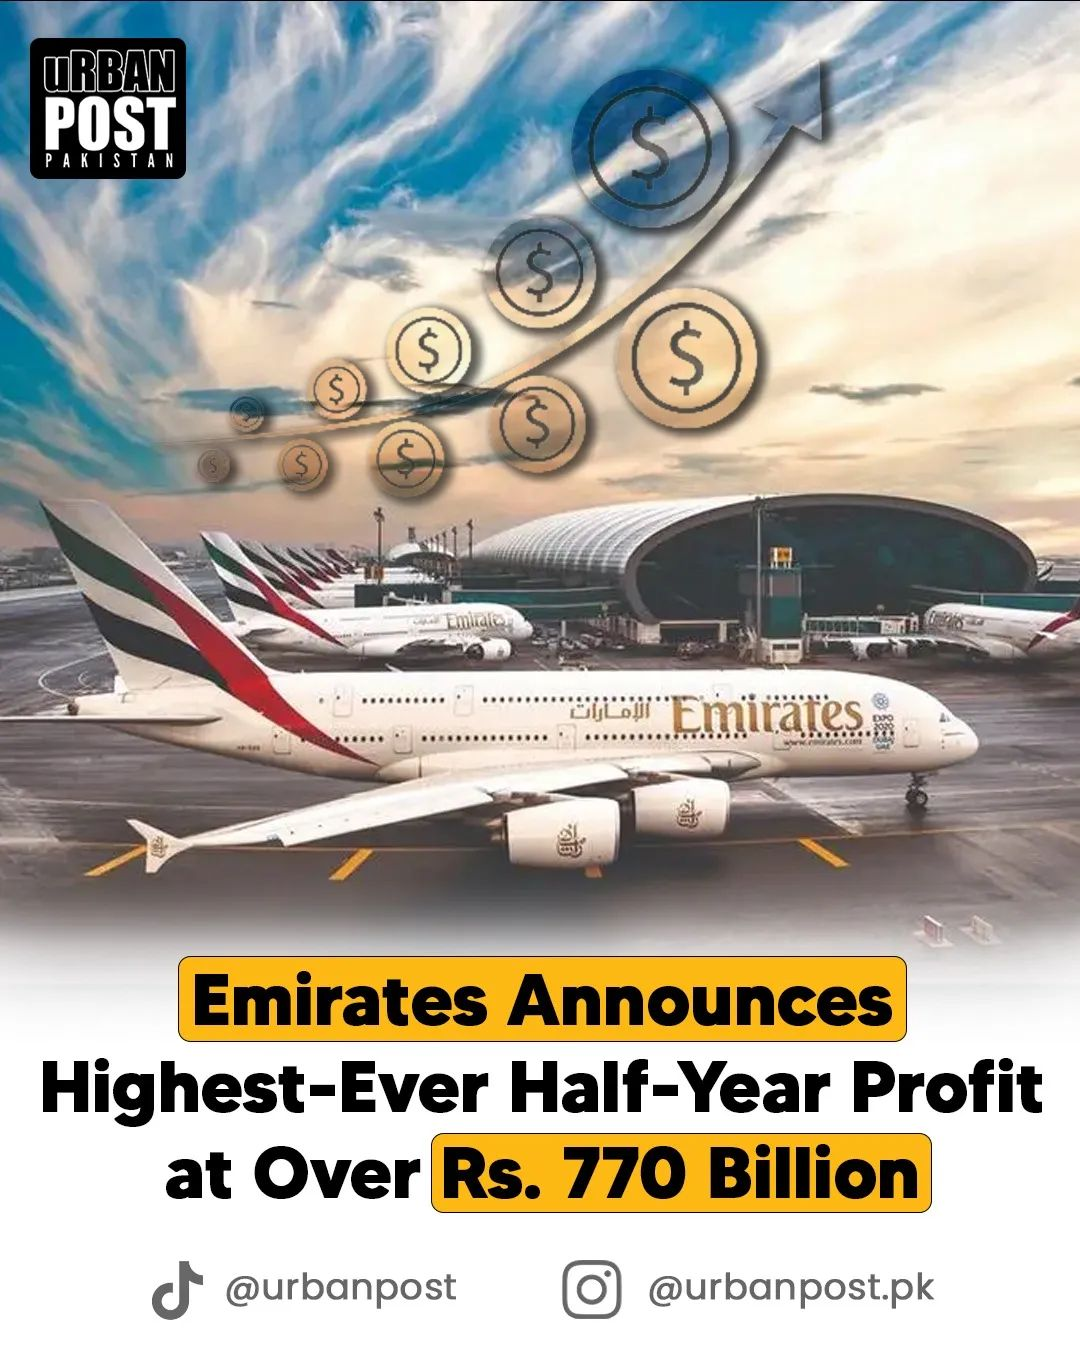 uRBAN
POST
PAKISTAN
Emirates
الإمارات Emirates
www.emirates.com
EXPO
2020
DUBAI
UAE
Emirates Announces
Highest-Ever Half-Year Profit
at Over Rs. 770 Billion
@urbanpost
@urbanpost.pk